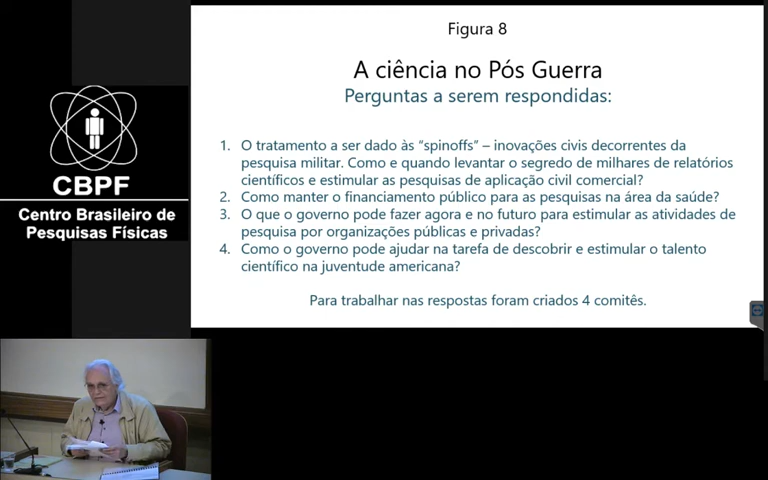 Figura 8
A ciência no Pós Guerra
Perguntas a serem respondidas:
1. O tratamento a ser dado às “spinoffs” – inovações civis decorrentes da
pesquisa militar. Como e quando levantar o segredo de milhares de relatórios
científicos e estimular as pesquisas de aplicação civil comercial?
2. Como manter o financiamento público para as pesquisas na área da saúde?
3. O que o governo pode fazer agora e no futuro para estimular as atividades de
pesquisa por organizações públicas e privadas?
4. Como o governo pode ajudar na tarefa de descobrir e estimular o talento
científico na juventude americana?
Para trabalhar nas respostas foram criados 4 comitês.
CBPF
Centro Brasileiro de
Pesquisas Físicas